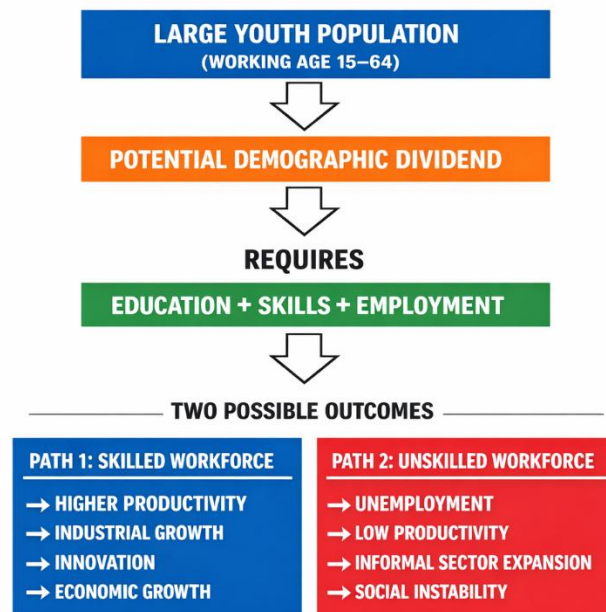 LARGE YOUTH POPULATION
(WORKING AGE 15–64)
POTENTIAL DEMOGRAPHIC DIVIDEND
REQUIRES
EDUCATION + SKILLS + EMPLOYMENT
TWO POSSIBLE OUTCOMES
PATH 1: SKILLED WORKFORCE
→ HIGHER PRODUCTIVITY
→ INDUSTRIAL GROWTH
→ INNOVATION
→ ECONOMIC GROWTH
PATH 2: UNSKILLED WORKFORCE
→ UNEMPLOYMENT
→ LOW PRODUCTIVITY
→ INFORMAL SECTOR EXPANSION
→ SOCIAL INSTABILITY